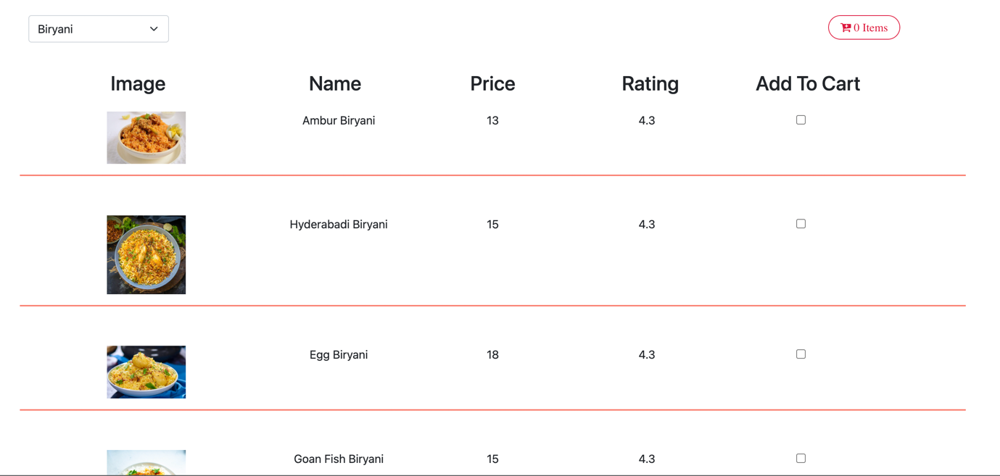 Biryani
0 Items
Image Name Price Rating Add To Cart
Ambur Biryani 13 4.3
Hyderabadi Biryani 15 4.3
Egg Biryani 18 4.3
Goan Fish Biryani 15 4.3